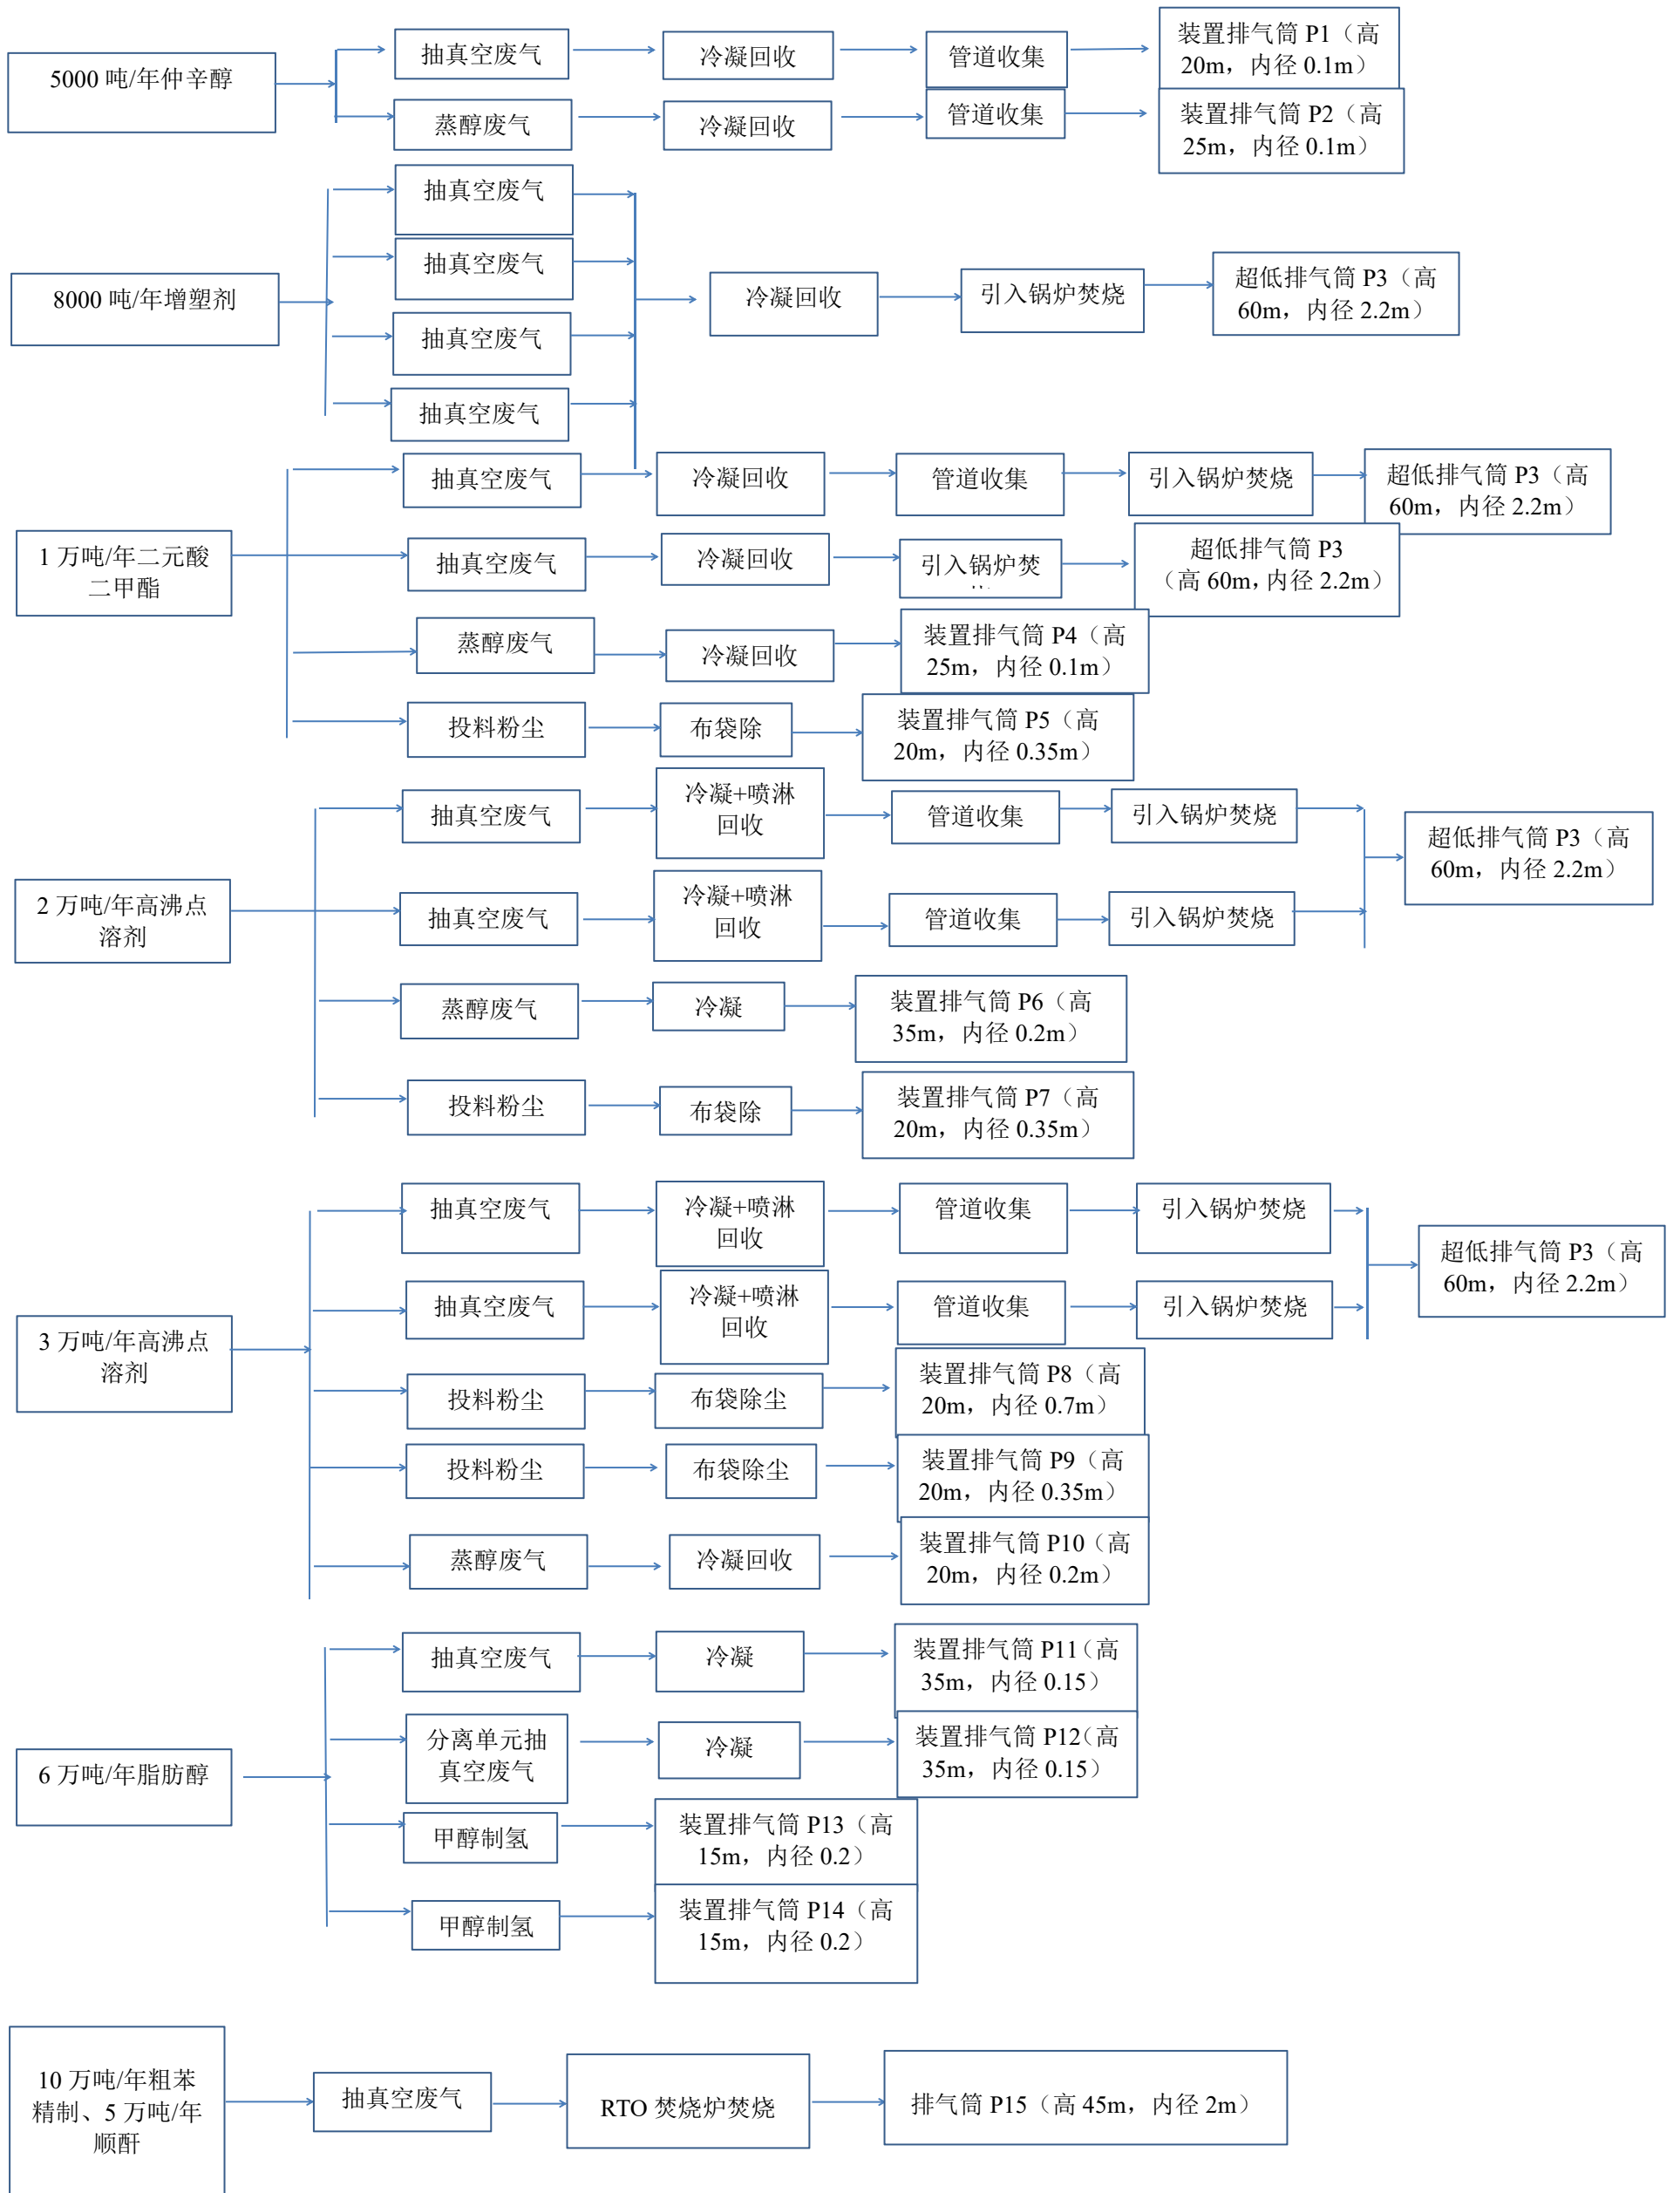 5000 吨/年仲辛醇
抽真空废气
冷凝回收
管道收集
装置排气筒 P1（高
20m，内径 0.1m）
蒸醇废气
冷凝回收
管道收集
装置排气筒 P2（高
25m，内径 0.1m）
8000 吨/年增塑剂
抽真空废气
抽真空废气
抽真空废气
抽真空废气
冷凝回收
引入锅炉焚烧
超低排气筒 P3（高
60m，内径 2.2m）
1 万吨/年二元酸
二甲酯
抽真空废气
冷凝回收
管道收集
引入锅炉焚烧
超低排气筒 P3（高
60m，内径 2.2m）
抽真空废气
冷凝回收
引入锅炉焚
超低排气筒 P3
（高 60m，内径 2.2m）
蒸醇废气
冷凝回收
装置排气筒 P4（高
25m，内径 0.1m）
投料粉尘
布袋除
装置排气筒 P5（高
20m，内径 0.35m）
2 万吨/年高沸点
溶剂
抽真空废气
冷凝+喷淋
回收
管道收集
引入锅炉焚烧
抽真空废气
冷凝+喷淋
回收
管道收集
引入锅炉焚烧
超低排气筒 P3（高
60m，内径 2.2m）
蒸醇废气
冷凝
装置排气筒 P6（高
35m，内径 0.2m）
投料粉尘
布袋除
装置排气筒 P7（高
20m，内径 0.35m）
3 万吨/年高沸点
溶剂
抽真空废气
冷凝+喷淋
回收
管道收集
引入锅炉焚烧
抽真空废气
冷凝+喷淋
回收
管道收集
引入锅炉焚烧
超低排气筒 P3（高
60m，内径 2.2m）
投料粉尘
布袋除尘
装置排气筒 P8（高
20m，内径 0.7m）
投料粉尘
布袋除尘
装置排气筒 P9（高
20m，内径 0.35m）
蒸醇废气
冷凝回收
装置排气筒 P10（高
20m，内径 0.2m）
6 万吨/年脂肪醇
抽真空废气
冷凝
装置排气筒 P11（高
35m，内径 0.15）
分离单元抽
真空废气
冷凝
装置排气筒 P12（高
35m，内径 0.15）
甲醇制氢
装置排气筒 P13（高
15m，内径 0.2）
甲醇制氢
装置排气筒 P14（高
15m，内径 0.2）
10 万吨/年粗苯
精制、5 万吨/年
顺酐
抽真空废气
RTO 焚烧炉焚烧
排气筒 P15（高 45m，内径 2m）